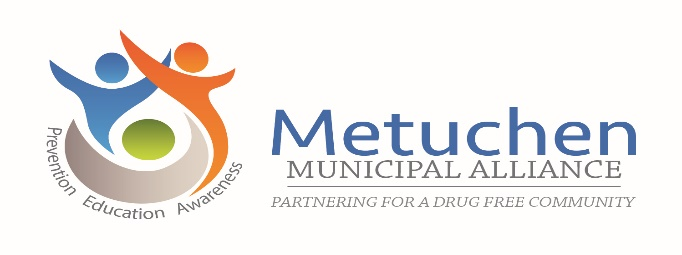 Prevention Education Awareness
Metuchen
MUNICIPAL ALLIANCE
PARTNERING FOR A DRUG FREE COMMUNITY